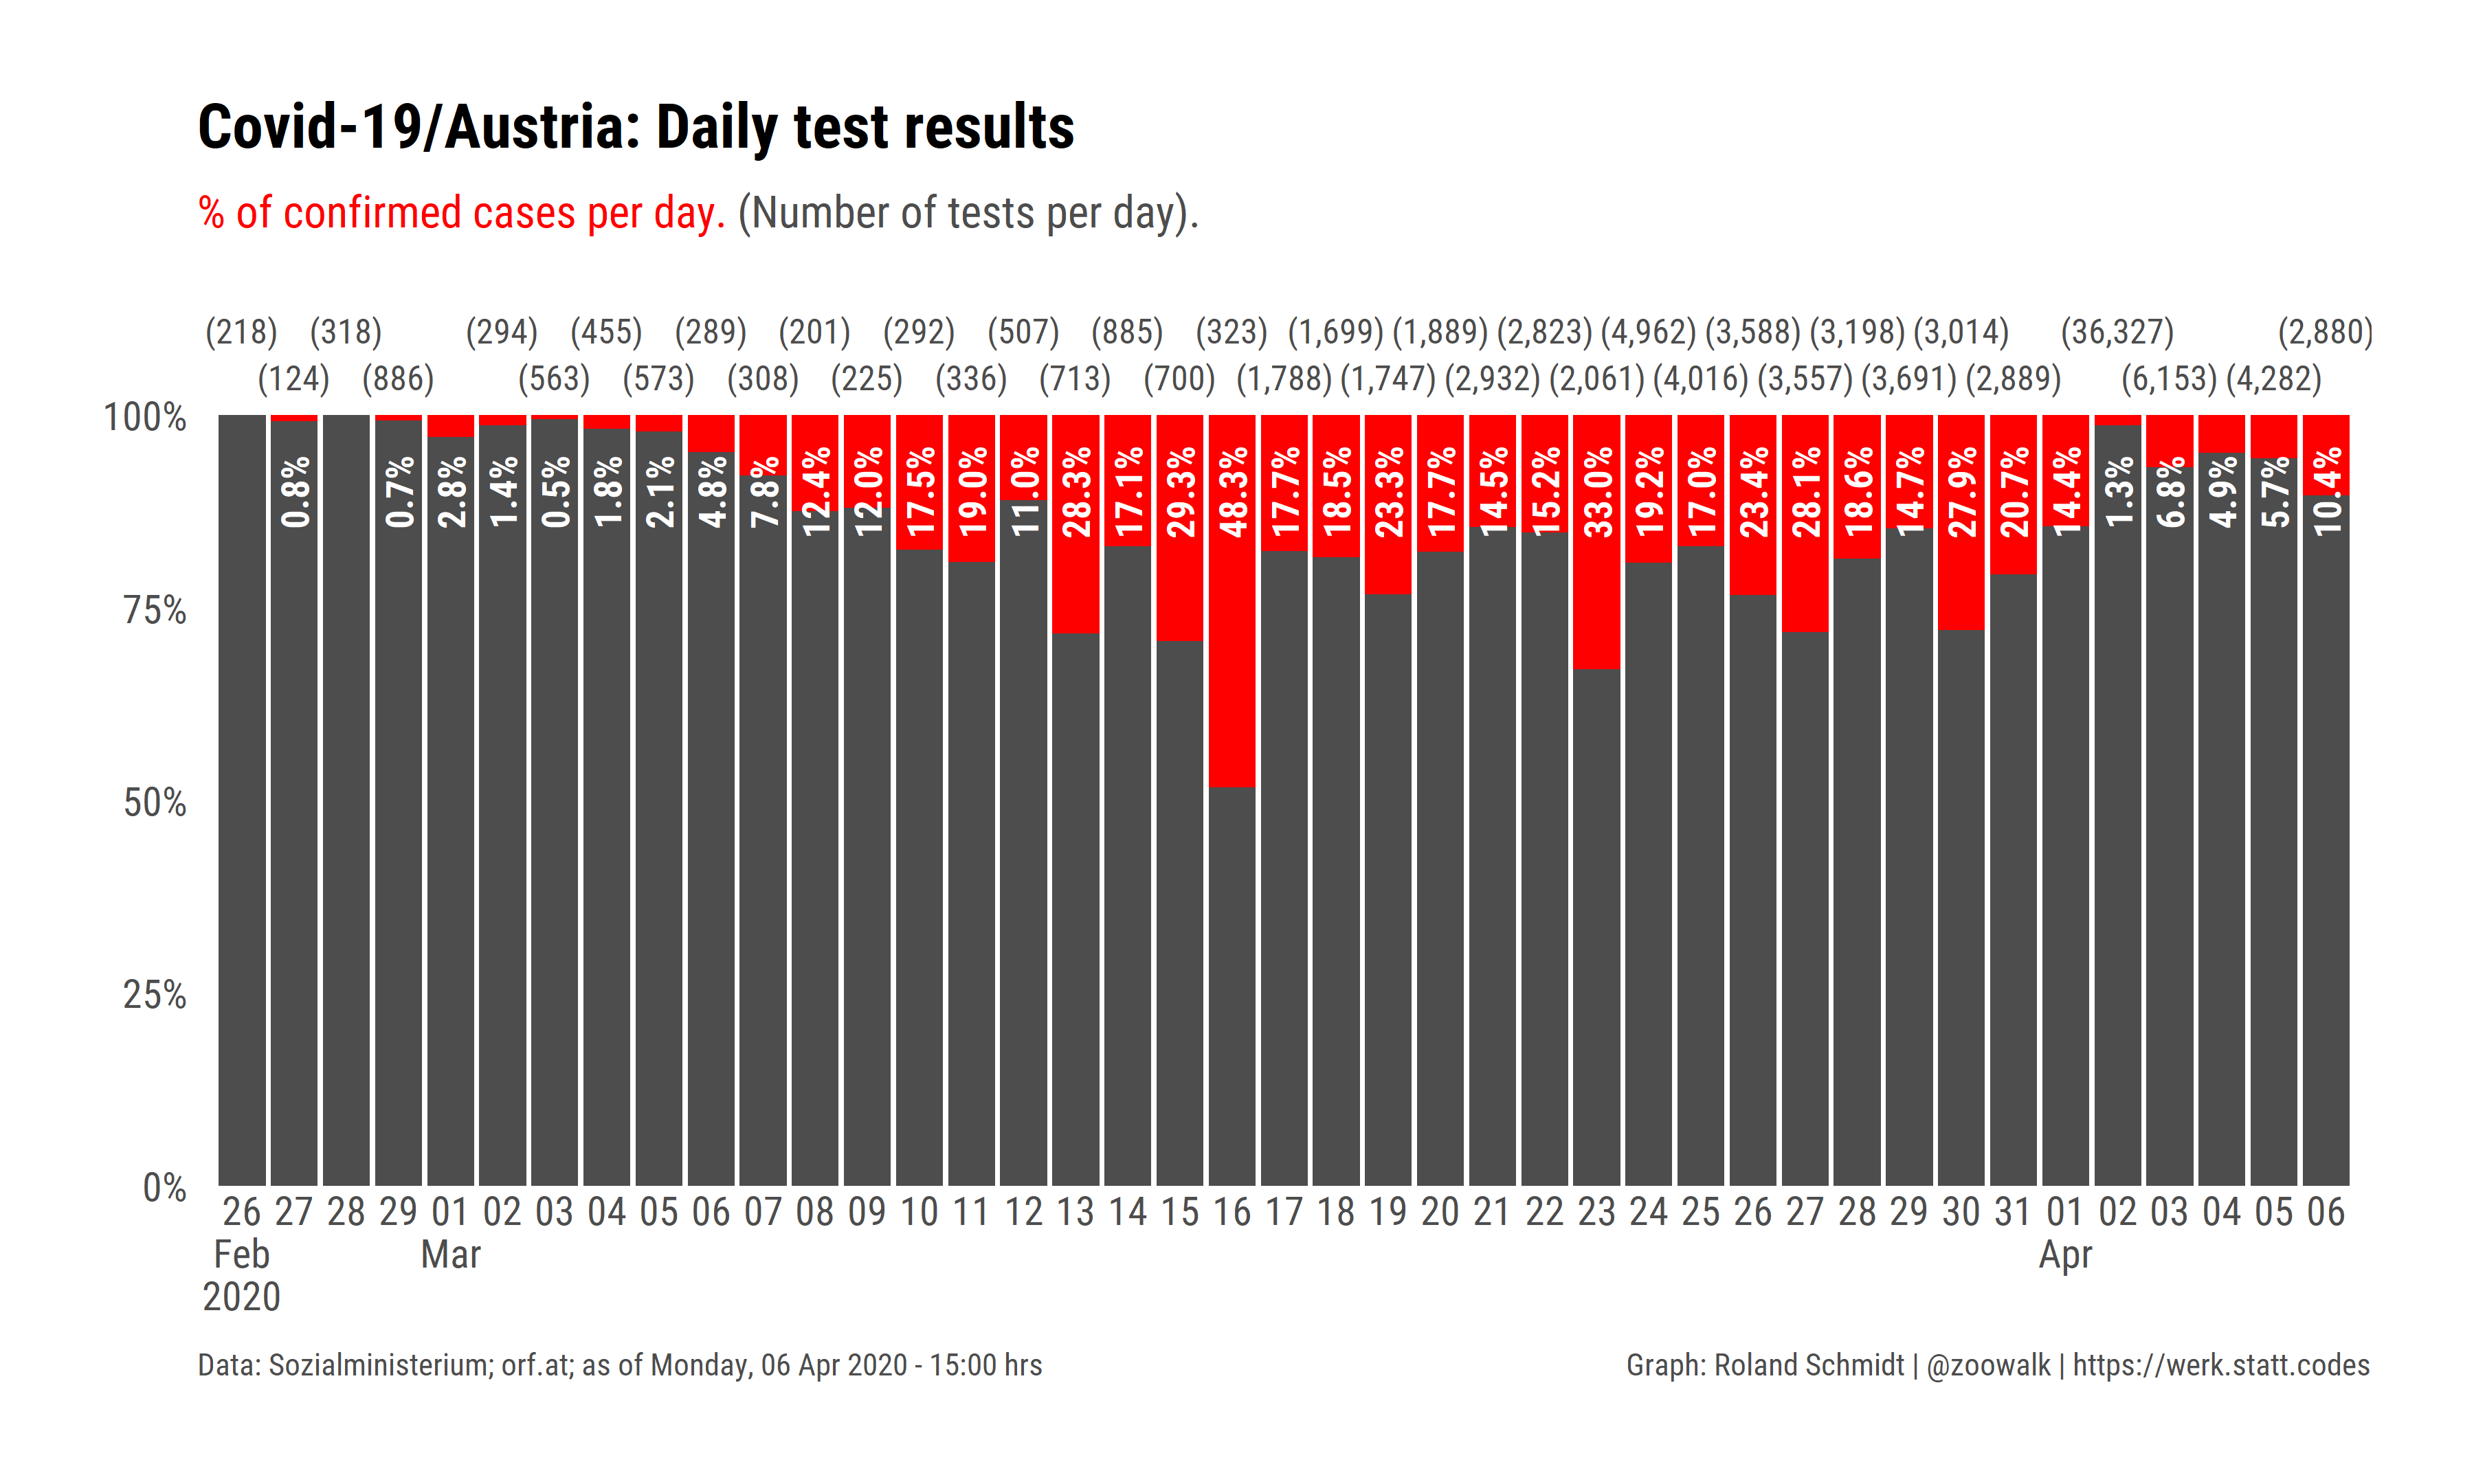 Covid-19/Austria: Daily test results
% of confirmed cases per day. (Number of tests per day).
(218) (318) (294) (455) (289) (201) (292) (507) (885) (323) (1,699) (1,889) (2,823) (4,962) (3,588) (3,198) (3,014) (36,327) (2,880)
(124) (886) (563) (573) (308) (225) (336) (713) (700) (1,788) (1,747) (2,932) (2,061) (4,016) (3,557) (3,691) (2,889) (6,153) (4,282)
100%
0.8% 0.7% 2.8% 1.4% 0.5% 1.8% 2.1% 4.8% 7.8% 12.4% 12.0% 17.5% 19.0% 11.0% 28.3% 17.1% 29.3% 48.3% 17.7% 18.5% 23.3% 17.7% 14.5% 15.2% 33.0% 19.2% 17.0% 23.4% 28.1% 18.6% 14.7% 27.9% 20.7% 14.4% 1.3% 6.8% 4.9% 5.7% 10.4%
75%
50%
25%
0%
26 27 28 29 01 02 03 04 05 06 07 08 09 10 11 12 13 14 15 16 17 18 19 20 21 22 23 24 25 26 27 28 29 30 31 01 02 03 04 05 06
Feb Mar Apr
2020
Data: Sozialministerium; orf.at; as of Monday, 06 Apr 2020 - 15:00 hrs
Graph: Roland Schmidt | @zoowalk | https://werk.statt.codes